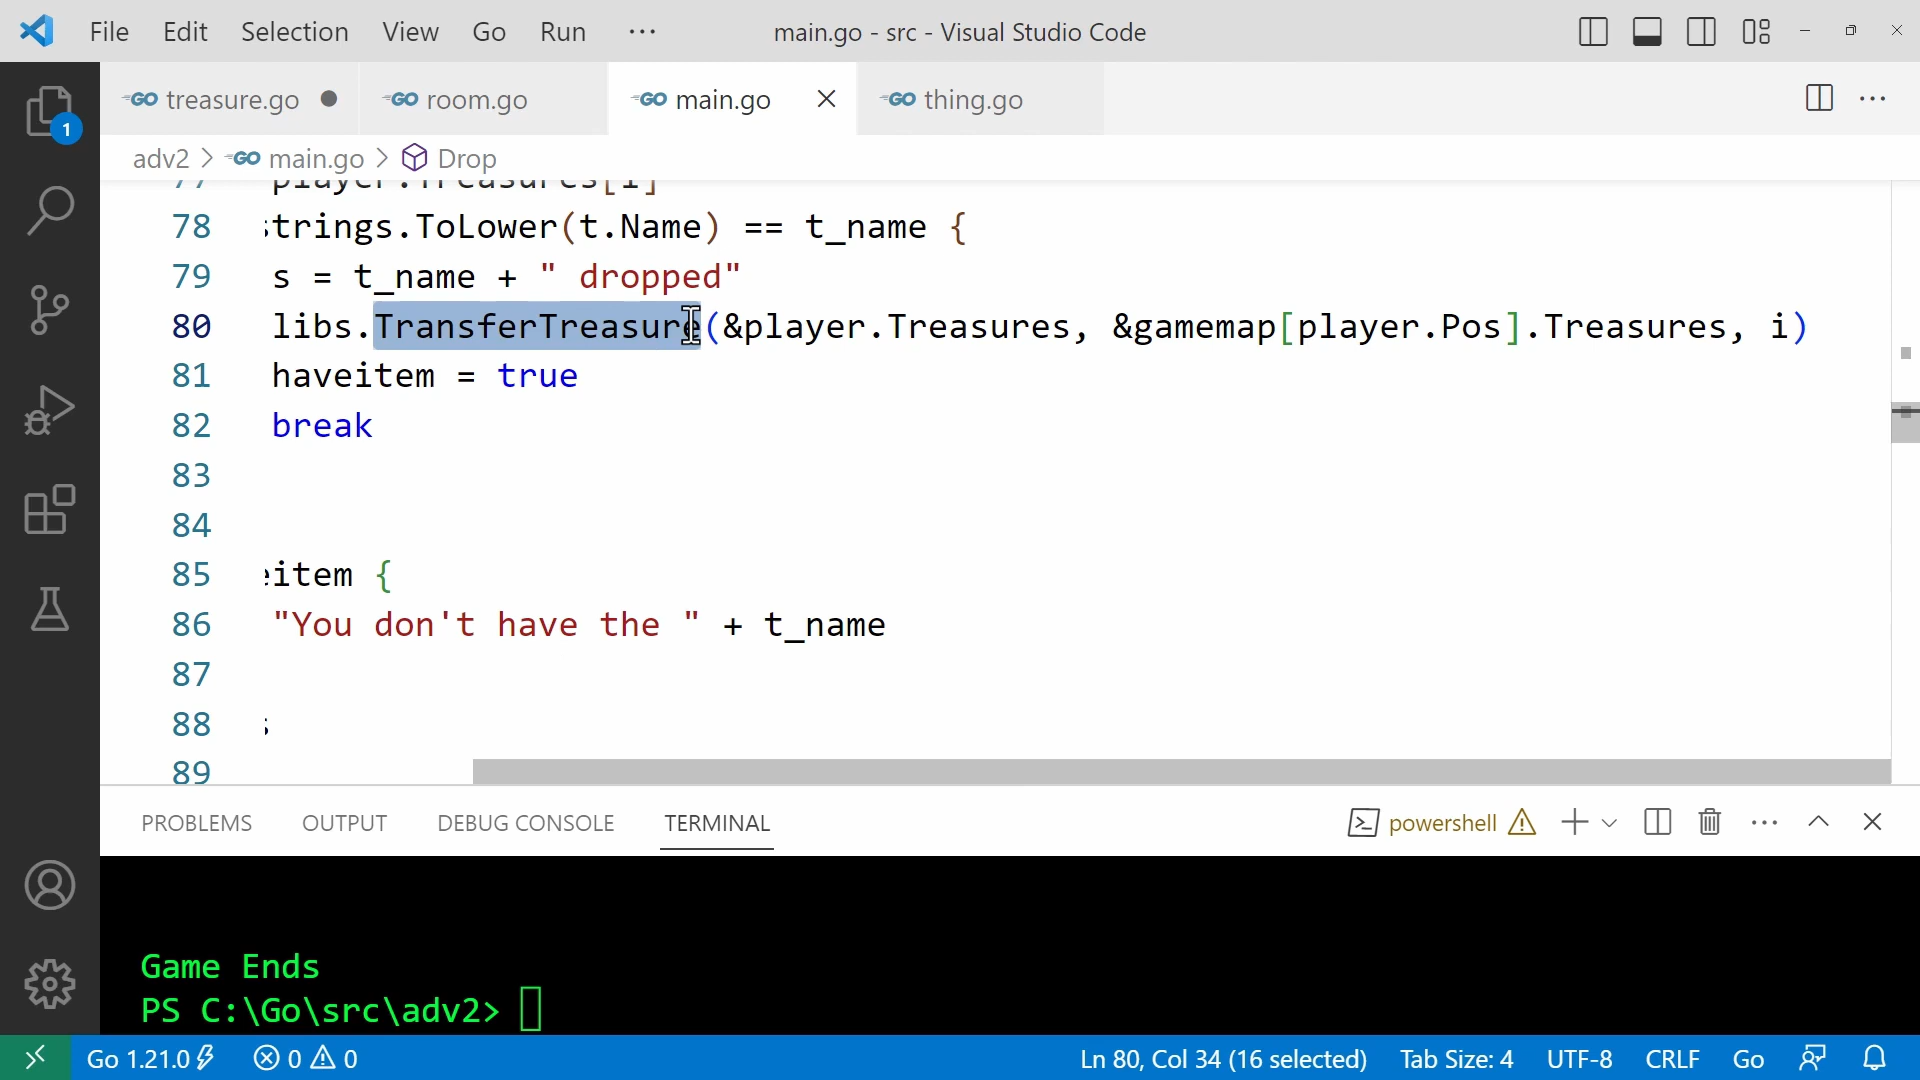 File Edit Selection View Go Run ··· main.go - src - Visual Studio Code
GO treasure.go ● GO room.go GO main.go GO thing.go
1
adv2 > GO main.go > Drop
77 player.Treasures[i]
78 strings.ToLower(t.Name) == t_name {
79 s = t_name + " dropped"
80 libs.TransferTreasure(&player.Treasures, &gamemap[player.Pos].Treasures, i)
81 haveitem = true
82 break
83
84
85 eitem {
86 "You don't have the " + t_name
87
88 s
89
PROBLEMS OUTPUT DEBUG CONSOLE TERMINAL powershell
Game Ends
PS C:\Go\src\adv2>
Go 1.21.0 0 0 Ln 80, Col 34 (16 selected) Tab Size: 4 UTF-8 CRLF Go